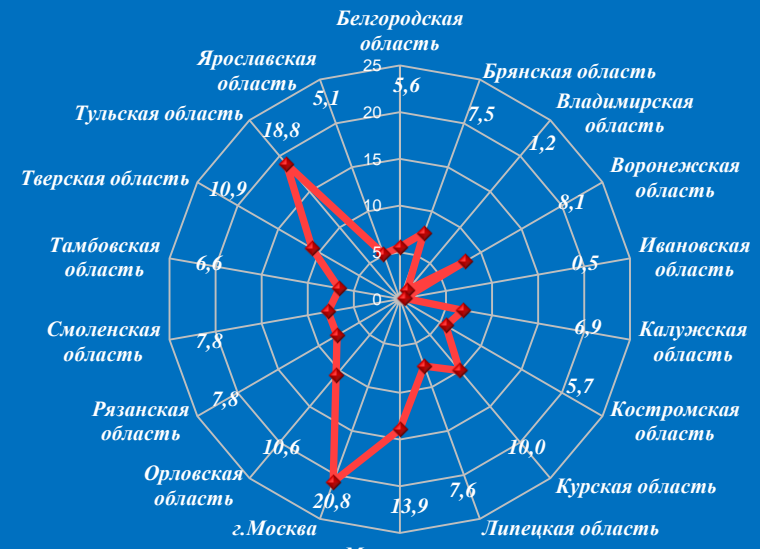 Белгородская
область
25
5,6
Брянская область
7,5
Владимирская
область
1,2
Воронежская
область
8,1
Ивановская
область
0,5
Калужская
область
6,9
Костромская
область
5,7
Курская область
10,0
Липецкая область
7,6
13,9
г.Москва
20,8
Орловская
область
10,6
Рязанская
область
7,8
Смоленская
область
7,8
Тамбовская
область
6,6
Тверская область
10,9
Тульская область
18,8
Ярославская
область
5,1
20
15
10
5
0